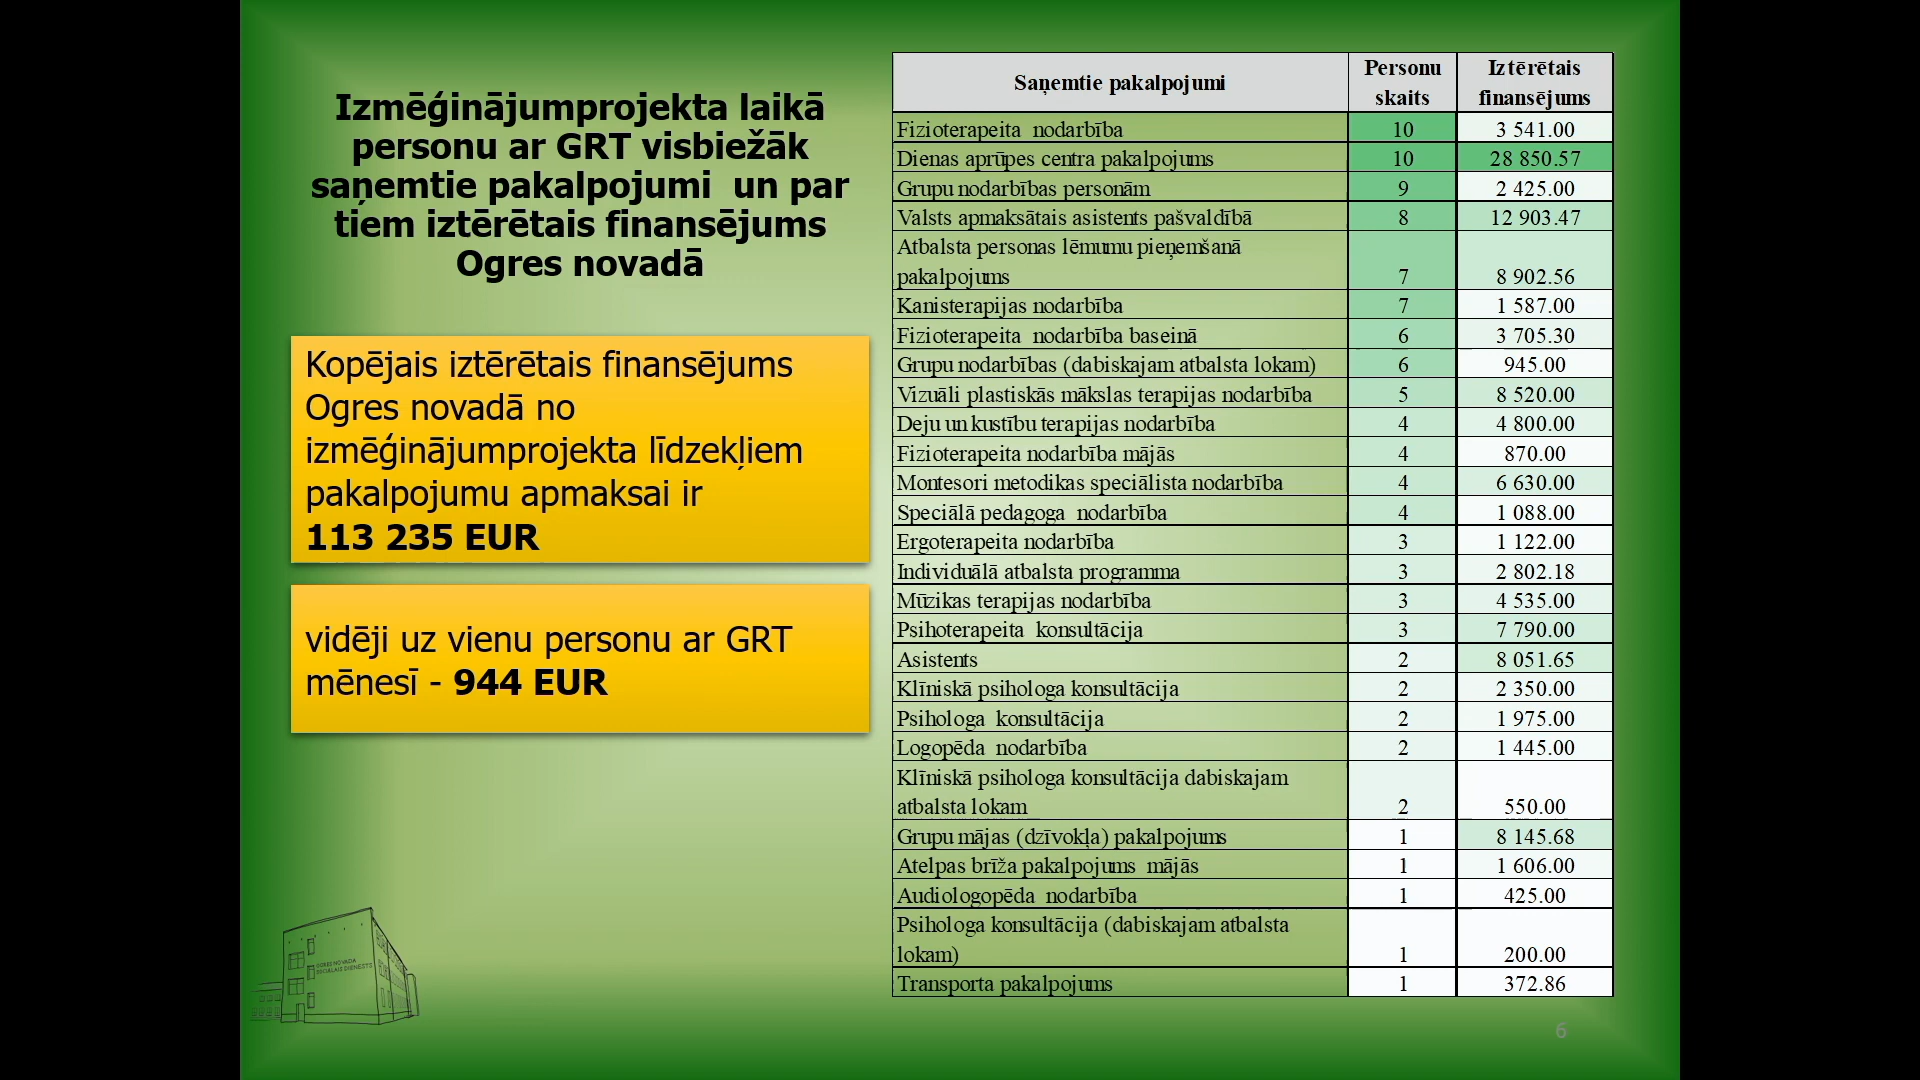 Izmēģinājumprojekta laikā
personu ar GRT visbiežāk
saņemtie pakalpojumi un par
tiem iztērētais finansējums
Ogres novadā
Kopējais iztērētais finansējums
Ogres novadā no
izmēģinājumprojekta līdzekļiem
pakalpojumu apmaksai ir
113 235 EUR
vidēji uz vienu personu ar GRT
mēnesī - 944 EUR
OGRES NOVADA
SOCIĀLAIS DIENESTS
Saņemtie pakalpojumi Personu skaits Iztērētais finansējums
Fizioterapeita nodarbība 10 3 541.00
Dienas aprūpes centra pakalpojums 10 28 850.57
Grupu nodarbības personām 9 2 425.00
Valsts apmaksātais asistents pašvaldībā 8 12 903.47
Atbalsta personas lēmumu pieņemšanā
pakalpojums 7 8 902.56
Kanisterapijas nodarbība 7 1 587.00
Fizioterapeita nodarbība baseinā 6 3 705.30
Grupu nodarbības (dabiskajam atbalsta lokam) 6 945.00
Vizuāli plastiskās mākslas terapijas nodarbība 5 8 520.00
Deju un kustību terapijas nodarbība 4 4 800.00
Fizioterapeita nodarbība mājās 4 870.00
Montesori metodikas speciālista nodarbība 4 6 630.00
Speciālā pedagoga nodarbība 4 1 088.00
Ergoterapeita nodarbība 3 1 122.00
Individuālā atbalsta programma 3 2 802.18
Mūzikas terapijas nodarbība 3 4 535.00
Psihoterapeita konsultācija 3 7 790.00
Asistents 2 8 051.65
Klīniskā psihologa konsultācija 2 2 350.00
Psihologa konsultācija 2 1 975.00
Logopēda nodarbība 2 1 445.00
Klīniskā psihologa konsultācija dabiskajam
atbalsta lokam 2 550.00
Grupu mājas (dzīvokļa) pakalpojums 1 8 145.68
Atelpas brīža pakalpojums mājās 1 1 606.00
Audiologopēda nodarbība 1 425.00
Psihologa konsultācija (dabiskajam atbalsta
lokam) 1 200.00
Transporta pakalpojums 1 372.86
6